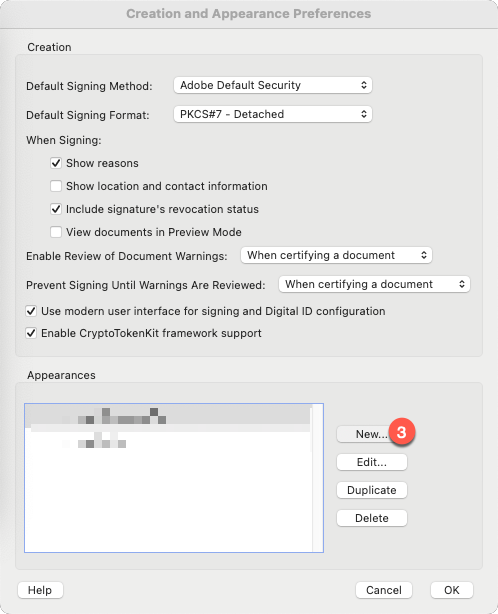 Creation and Appearance Preferences
Creation
Default Signing Method: Adobe Default Security
Default Signing Format: PKCS#7 - Detached
When Signing:
Show reasons
Show location and contact information
Include signature's revocation status
View documents in Preview Mode
Enable Review of Document Warnings: When certifying a document
Prevent Signing Until Warnings Are Reviewed: When certifying a document
Use modern user interface for signing and Digital ID configuration
Enable CryptoTokenKit framework support
Appearances
New... 3
Edit...
Duplicate
Delete
Help Cancel OK